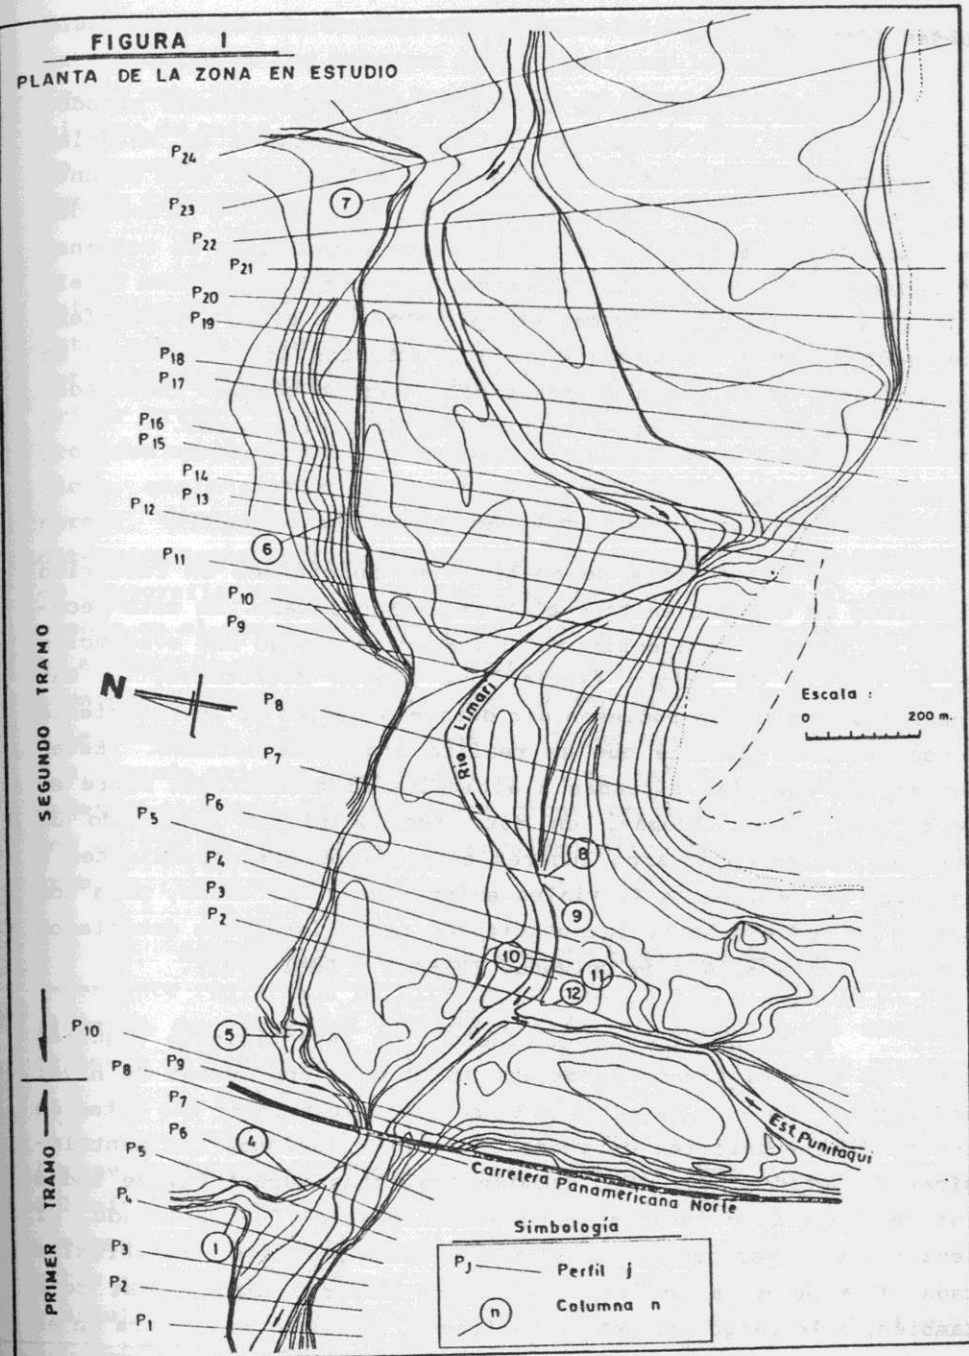 FIGURA 1
PLANTA DE LA ZONA EN ESTUDIO
P24
7
P23
P22
P21
P20
P19
P18
P17
P16
P15
P14
P13
P12
6
P11
P10
P9
SEGUNDO TRAMO
N
P8
Rio Limari
Escala :
0 200 m.
P7
P6
P5
P4
P3
P2
8
9
10
11
12
5
P10
P9
P8
P7
P6
P5
4
P4
1
P3
P2
P1
PRIMER TRAMO
Est. Punitaqui
Carretera Panamericana Norte
Simbología
PJ Perfil j
n Columna n